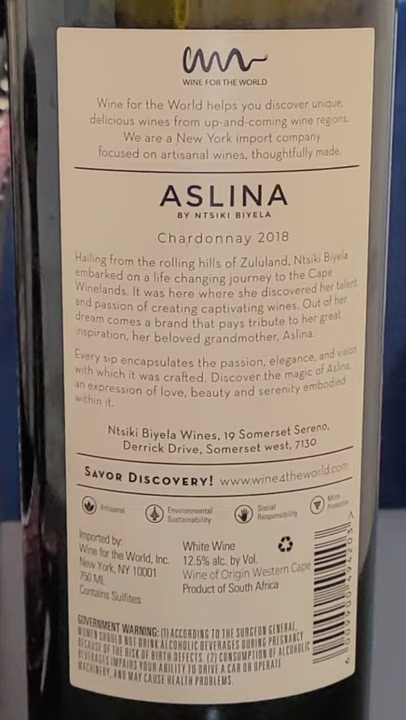 WINE FOR THE WORLD
Wine for the World helps you discover unique,
delicious wines from up-and-coming wine regions.
We are a New York import company
focused on artisanal wines, thoughtfully made.
ASLINA
BY NTSIKI BIYELA
Chardonnay 2018
Hailing from the rolling hills of Zululand, Ntsiki Biyela
embarked on a life changing journey to the Cape
Winelands. It was here where she discovered her talent
and passion of creating captivating wines. Out of her
dream comes a brand that pays tribute to her great
inspiration, her beloved grandmother, Aslina.
Every sip encapsulates the passion, elegance, and vision
with which it was crafted. Discover the magic of Aslina,
an expression of love, beauty and serenity embodied
within it.
Ntsiki Biyela Wines, 19 Somerset Sereno,
Derrick Drive, Somerset west, 7130
SAVOR DISCOVERY! www.wine4theworld.com
Artisanal
Environmental
Sustainability
Social
Responsibility
Imported by:
Wine for the World, Inc.
New York, NY 10001
750 ML
Contains Sulfites
White Wine
12.5% alc. by Vol.
Wine of Origin Western Cape
Product of South Africa
GOVERNMENT WARNING: (1) ACCORDING TO THE SURGEON GENERAL,
WOMEN SHOULD NOT DRINK ALCOHOLIC BEVERAGES DURING PREGNANCY
BECAUSE OF THE RISK OF BIRTH DEFECTS. (2) CONSUMPTION OF ALCOHOLIC
BEVERAGES IMPAIRS YOUR ABILITY TO DRIVE A CAR OR OPERATE
MACHINERY, AND MAY CAUSE HEALTH PROBLEMS.